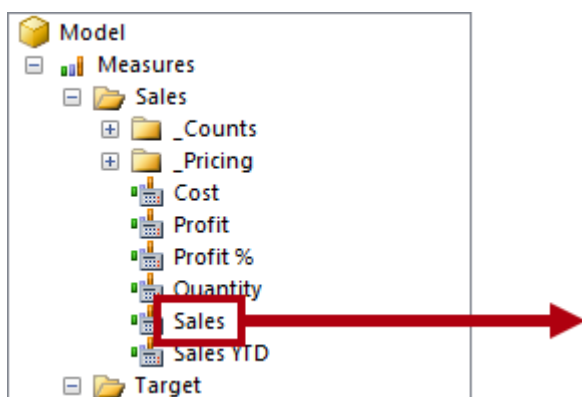 Model
Measures
Sales
_Counts
_Pricing
Cost
Profit
Profit %
Quantity
Sales
Sales YTD
Target